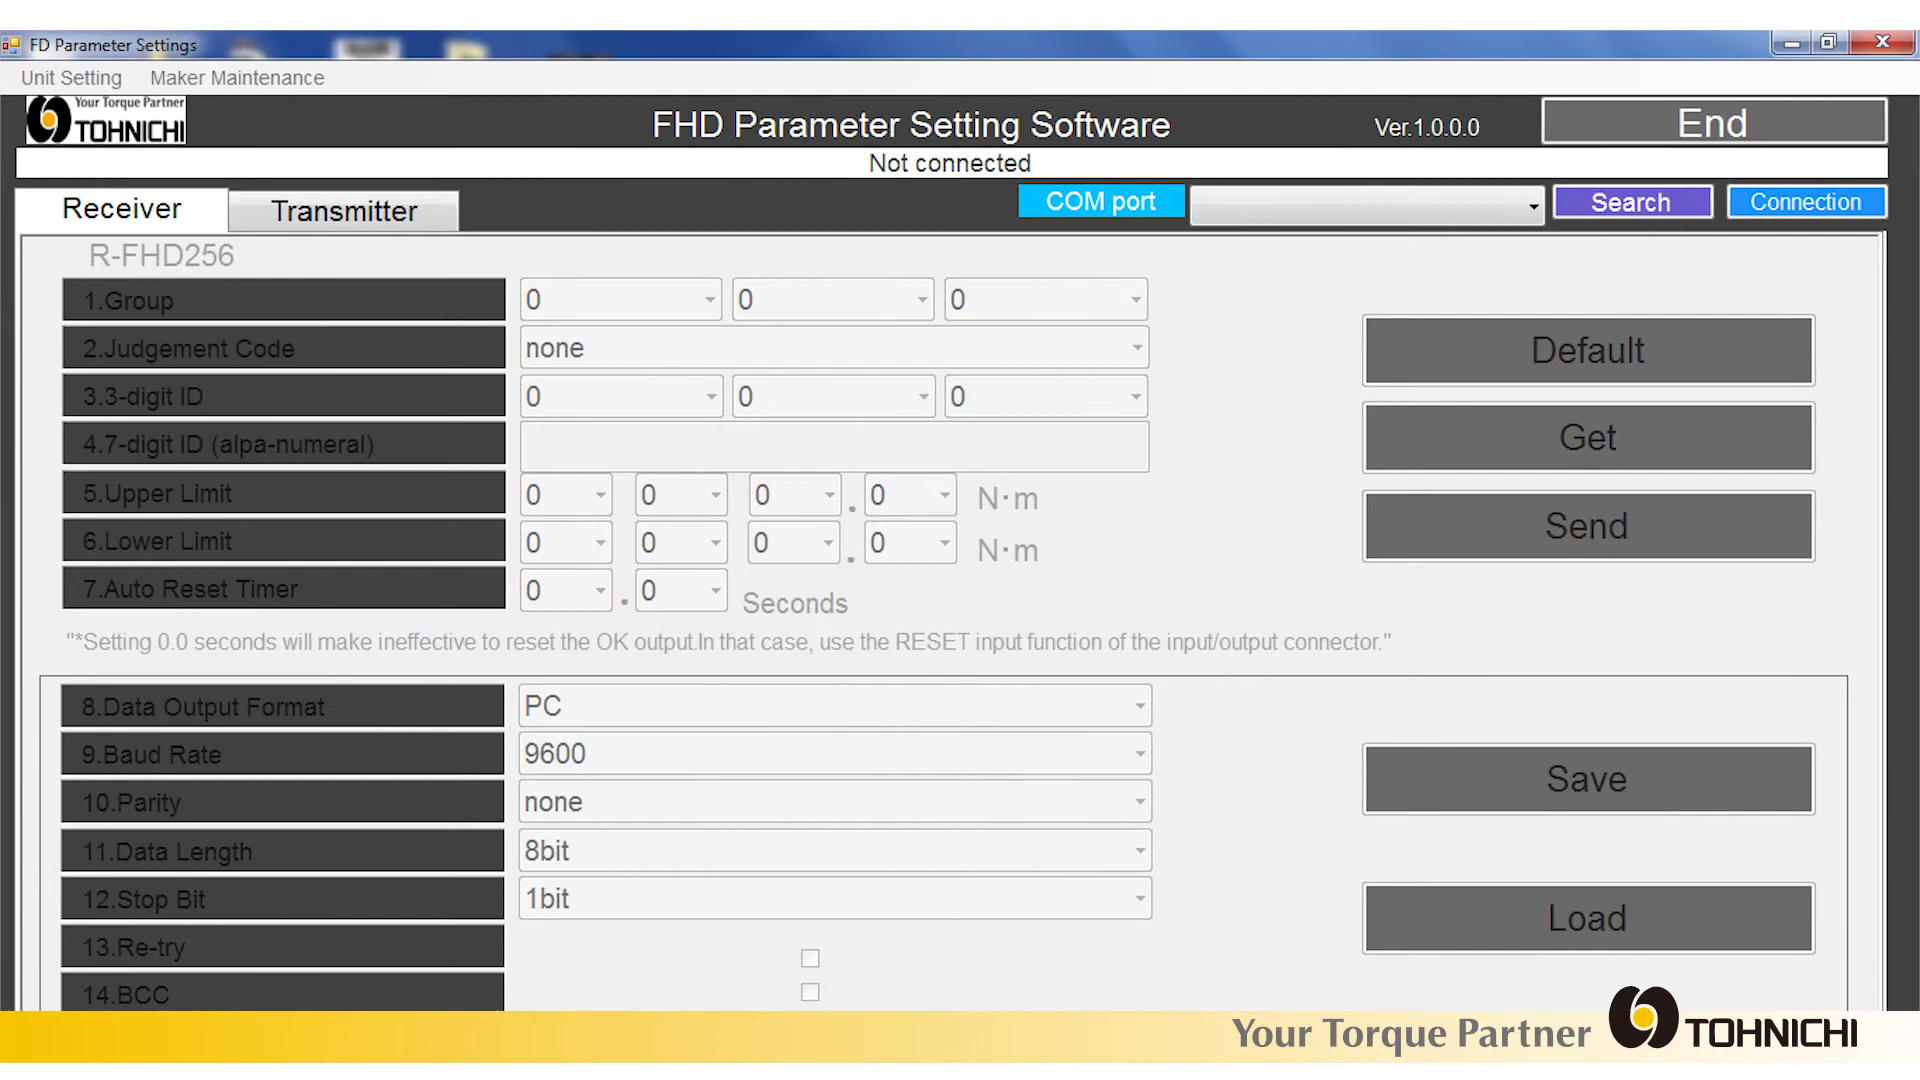 FD Parameter Settings
Unit Setting Maker Maintenance
Your Torque Partner
TOHNICHI
FHD Parameter Setting Software
Ver.1.0.0.0
End
Not connected
Receiver Transmitter COM port Search Connection
R-FHD256
1.Group 0 0 0
2.Judgement Code none
Default
3.3-digit ID 0 0 0
4.7-digit ID (alpa-numeral)
Get
5.Upper Limit 0 0 0 . 0 N·m
6.Lower Limit 0 0 0 . 0 N·m
Send
7.Auto Reset Timer 0 . 0 Seconds
"*Setting 0.0 seconds will make ineffective to reset the OK output.In that case, use the RESET input function of the input/output connector."
8.Data Output Format PC
9.Baud Rate 9600
Save
10.Parity none
11.Data Length 8bit
12.Stop Bit 1bit
Load
13.Re-try
14.BCC
Your Torque Partner TOHNICHI